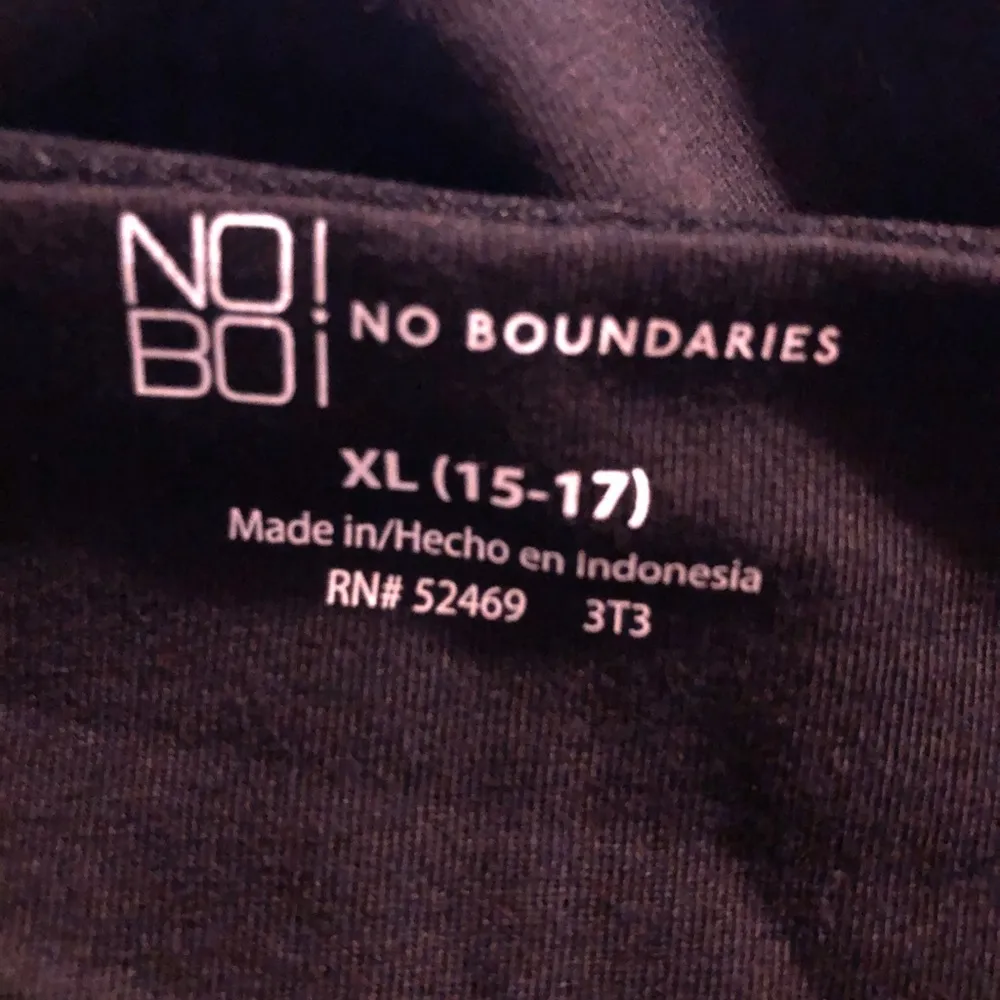 NO!
BO¡
NO BOUNDARIES
XL (15-17)
Made in/Hecho en Indonesia
RN# 52469 3T3